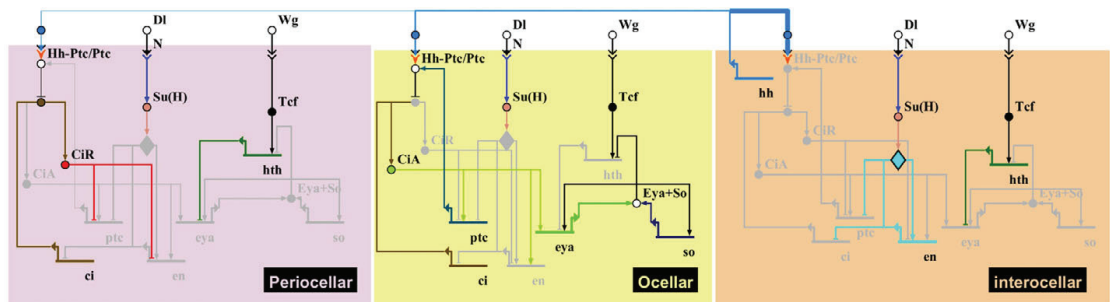 Dl Wg Dl Wg Dl Wg
N N N
Hh-Ptc/Ptc Hh-Ptc/Ptc Hh-Ptc/Ptc
hh
Su(H) Tcf Su(H) Tcf Su(H) Tcf
CiR hth CiR hth CiR hth
CiA CiA CiA
Eya+So Eya+So Eya+So
ptc eya so ptc eya so ptc eya so
ci en ci en ci en
Periocellar Ocellar interocellar